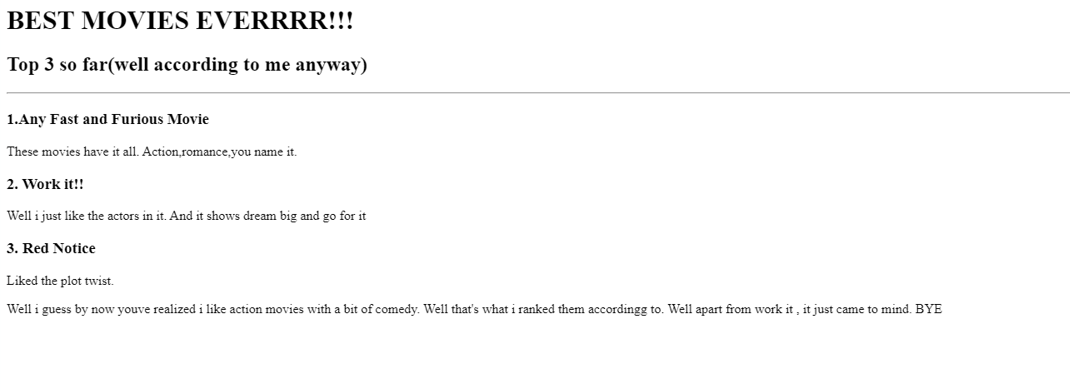 BEST MOVIES EVERRRR!!!
Top 3 so far(well according to me anyway)
1.Any Fast and Furious Movie
These movies have it all. Action,romance,you name it.
2. Work it!!
Well i just like the actors in it. And it shows dream big and go for it
3. Red Notice
Liked the plot twist.
Well i guess by now youve realized i like action movies with a bit of comedy. Well that's what i ranked them accordingg to. Well apart from work it , it just came to mind. BYE